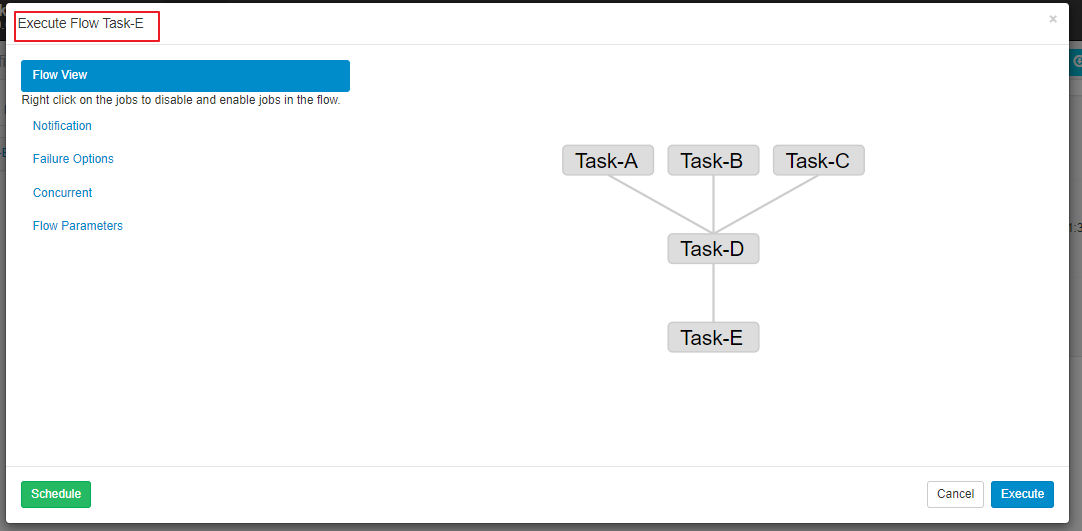 Execute Flow Task-E
×
Flow View
Right click on the jobs to disable and enable jobs in the flow.
Notification
Failure Options
Concurrent
Flow Parameters
Task-A Task-B Task-C
Task-D
Task-E
Schedule
Cancel Execute